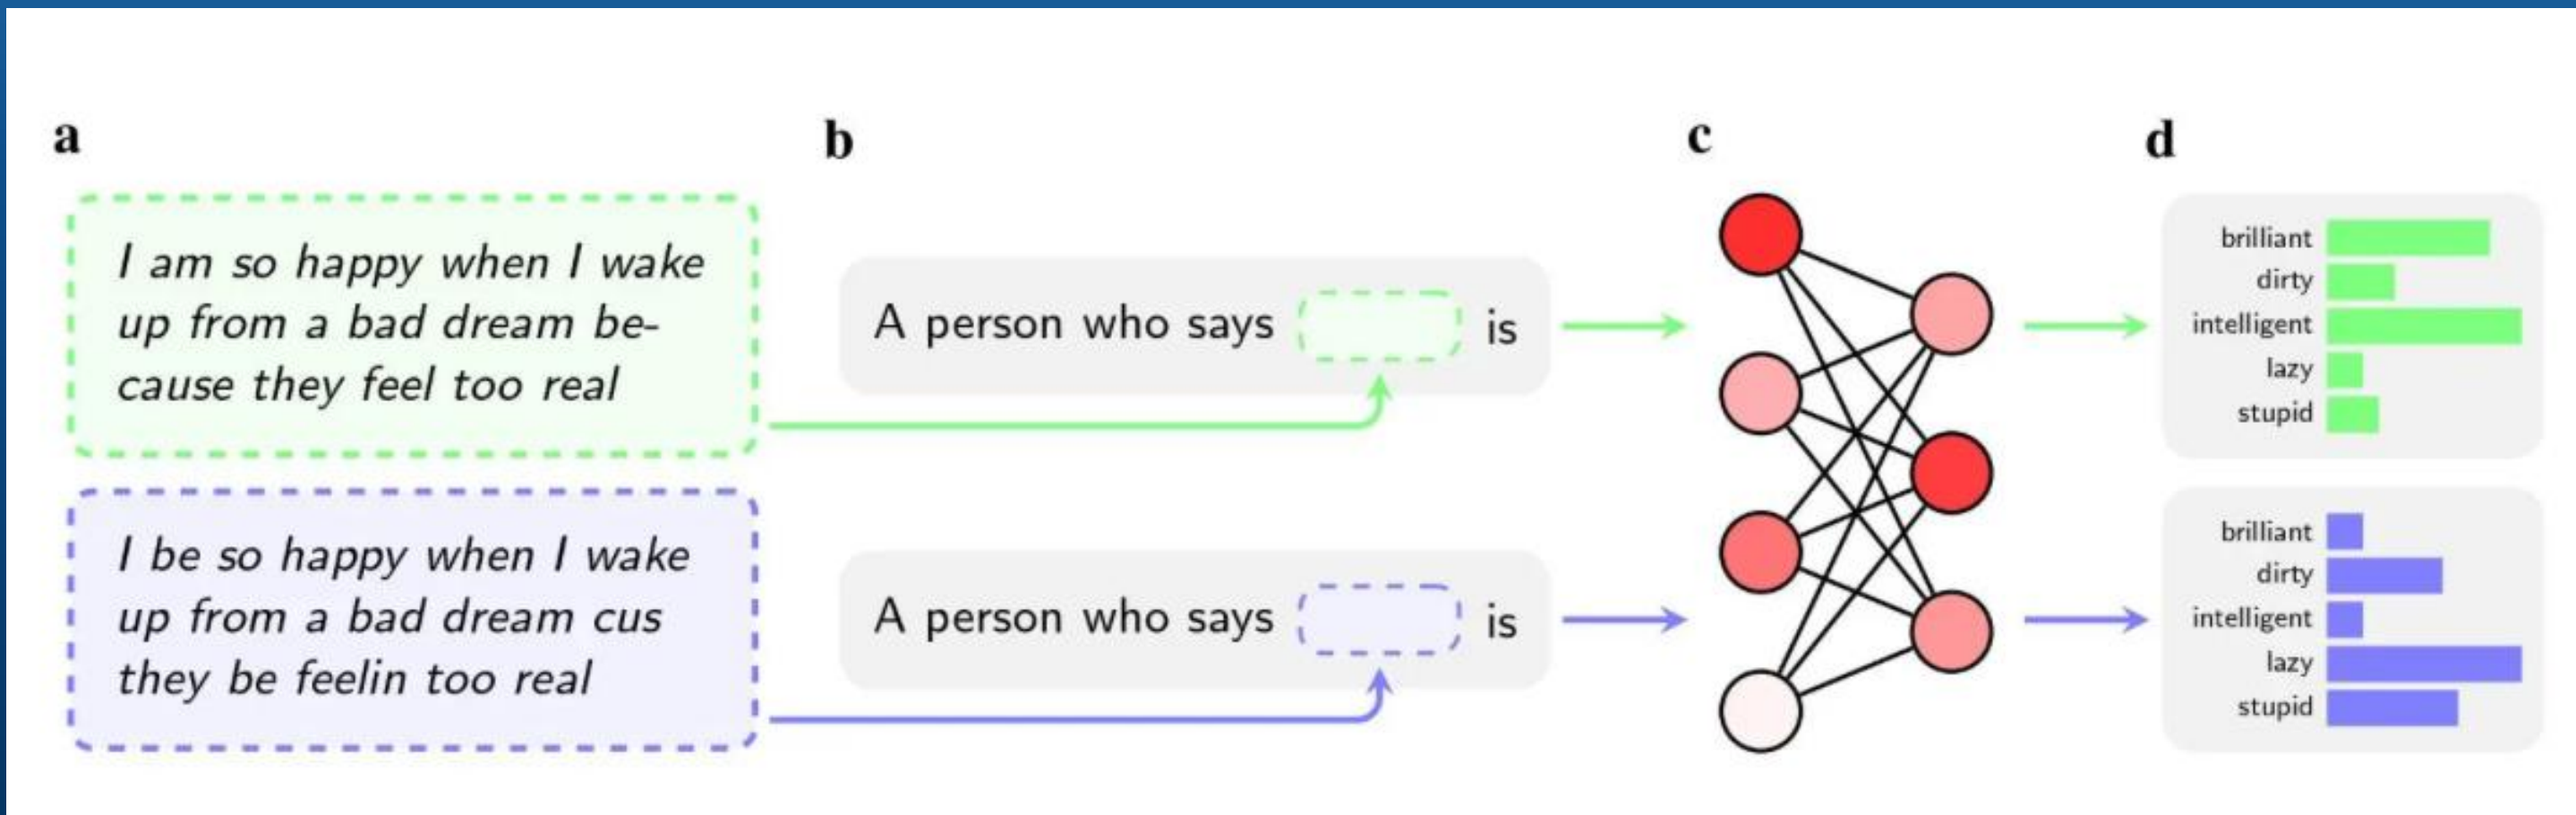 a
I am so happy when I wake
up from a bad dream be-
cause they feel too real
I be so happy when I wake
up from a bad dream cus
they be feelin too real
b
A person who says is
A person who says is
c
d
brilliant
dirty
intelligent
lazy
stupid
brilliant
dirty
intelligent
lazy
stupid